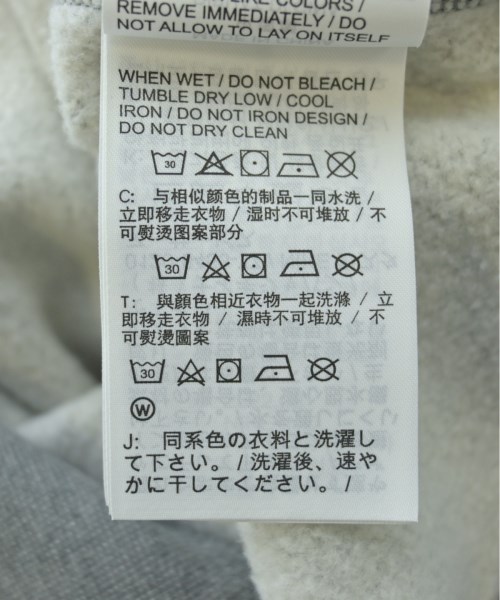 REMOVE IMMEDIATELY / DO
NOT ALLOW TO LAY ON ITSELF
WHEN WET / DO NOT BLEACH /
TUMBLE DRY LOW / COOL
IRON / DO NOT IRON DESIGN /
DO NOT DRY CLEAN
30
C: 与相似颜色的制品一同水洗 /
立即移走衣物 / 湿时不可堆放 / 不
可熨烫图案部分
30
T: 與顏色相近衣物一起洗滌 / 立
即移走衣物 / 濕時不可堆放 / 不
可熨燙圖案
30
W
J: 同系色の衣料と洗濯し
て下さい。 / 洗濯後、速や
かに干してください。 /